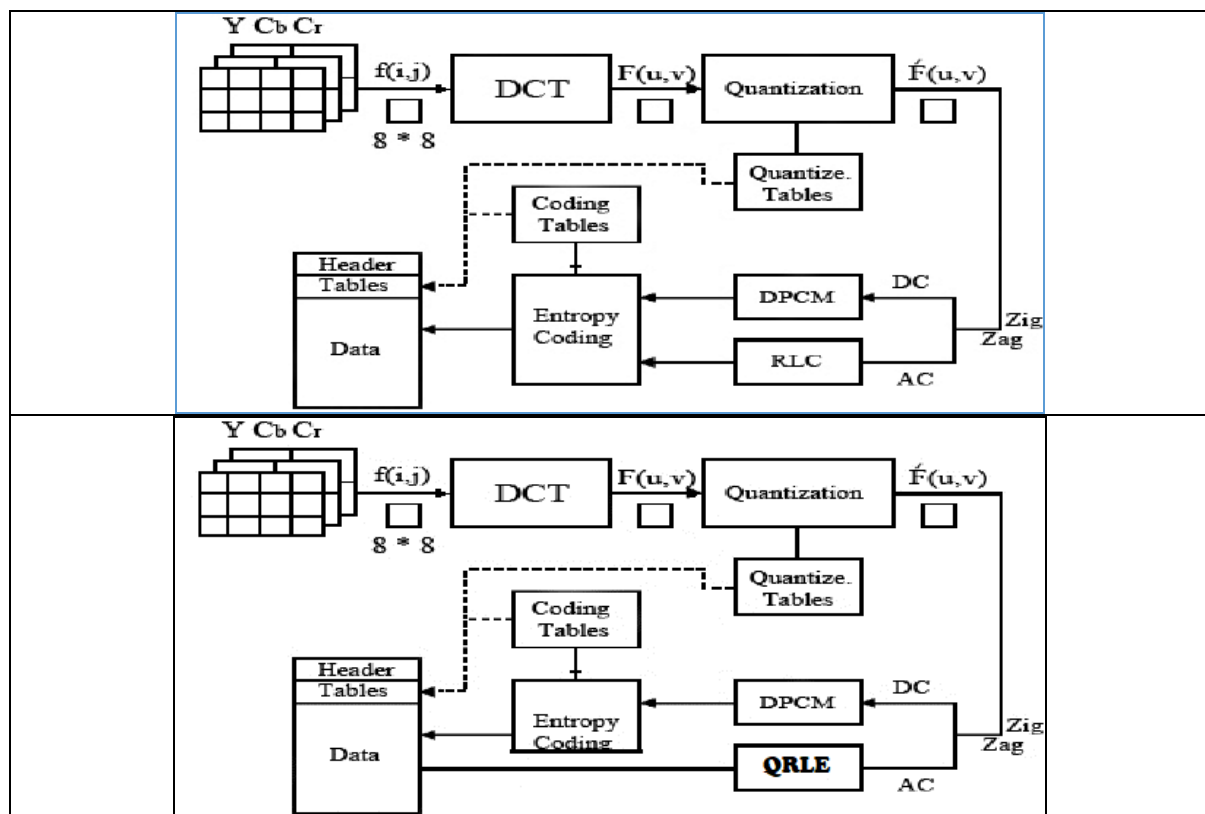 Y Cb Cr
f(i,j)
8 * 8
DCT
F(u,v)
Quantization
F́(u,v)
Quantize.
Tables
Coding
Tables
Header
Tables
Data
Entropy
Coding
DPCM
DC
RLC
AC
Zig
Zag
Y Cb Cr
f(i,j)
8 * 8
DCT
F(u,v)
Quantization
F́(u,v)
Quantize.
Tables
Coding
Tables
Header
Tables
Data
Entropy
Coding
DPCM
DC
QRLE
AC
Zig
Zag